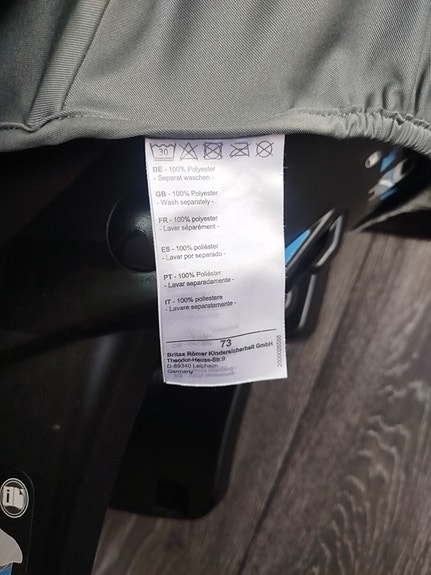 30
DE - 100% Polyester
- Separat waschen -
GB - 100% Polyester
- Wash separately -
FR - 100% polyester
- Laver séparément -
ES - 100% poliéster
- Lavar por separado -
PT - 100% Poliéster
- Lavar separadamente -
IT - 100% poliestere
- Lavare separatamente -
73
Britax Römer Kindersicherheit GmbH
Theodor-Heuss-Str.9
D-89340 Leipheim
Germany